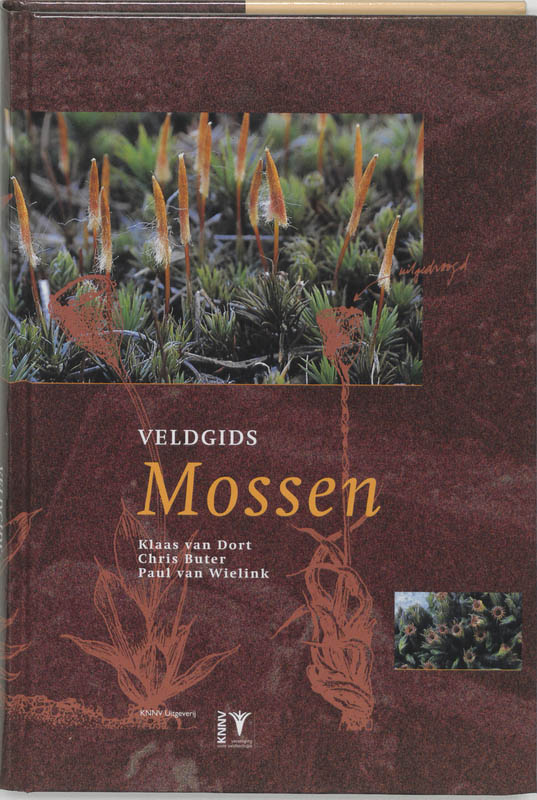 uitgedroogd
VELDGIDS
Mossen
Klaas van Dort
Chris Buter
Paul van Wielink
KNNV Uitgeverij
KNNV